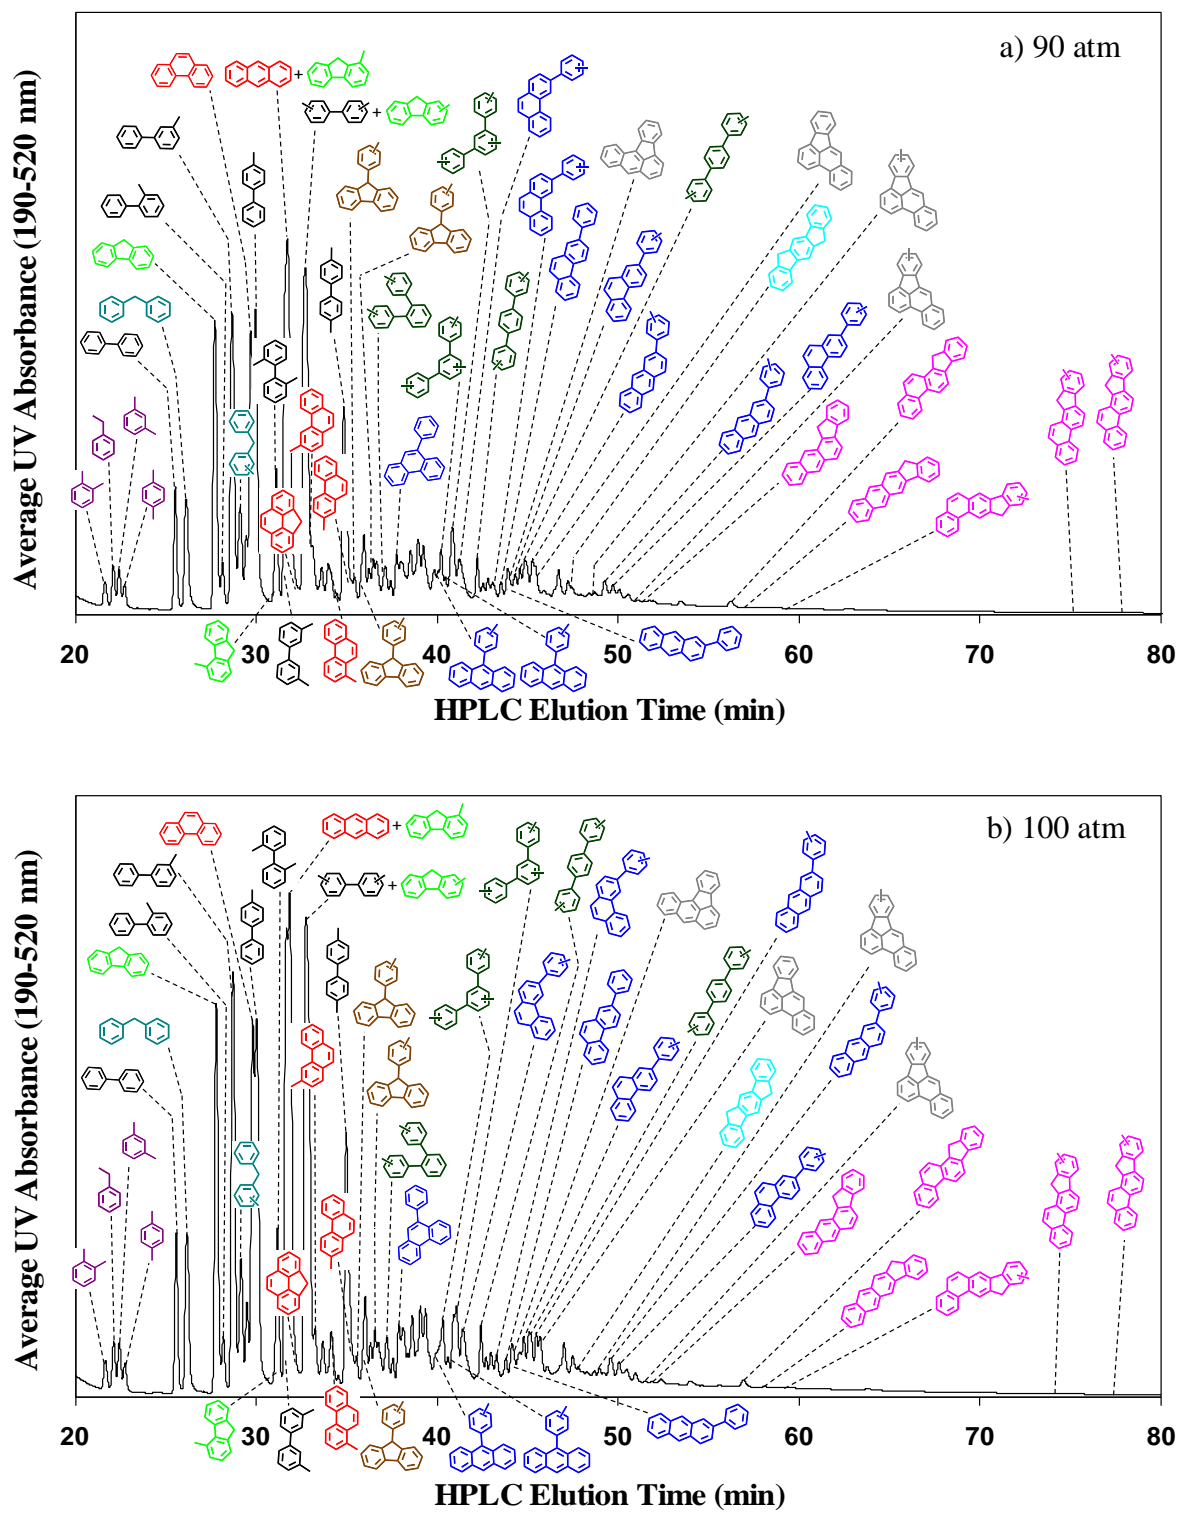 a) 90 atm
+
+
Average UV Absorbance (190-520 nm)
20 30 40 50 60 70 80
HPLC Elution Time (min)
b) 100 atm
+
+
Average UV Absorbance (190-520 nm)
20 30 40 50 60 70 80
HPLC Elution Time (min)